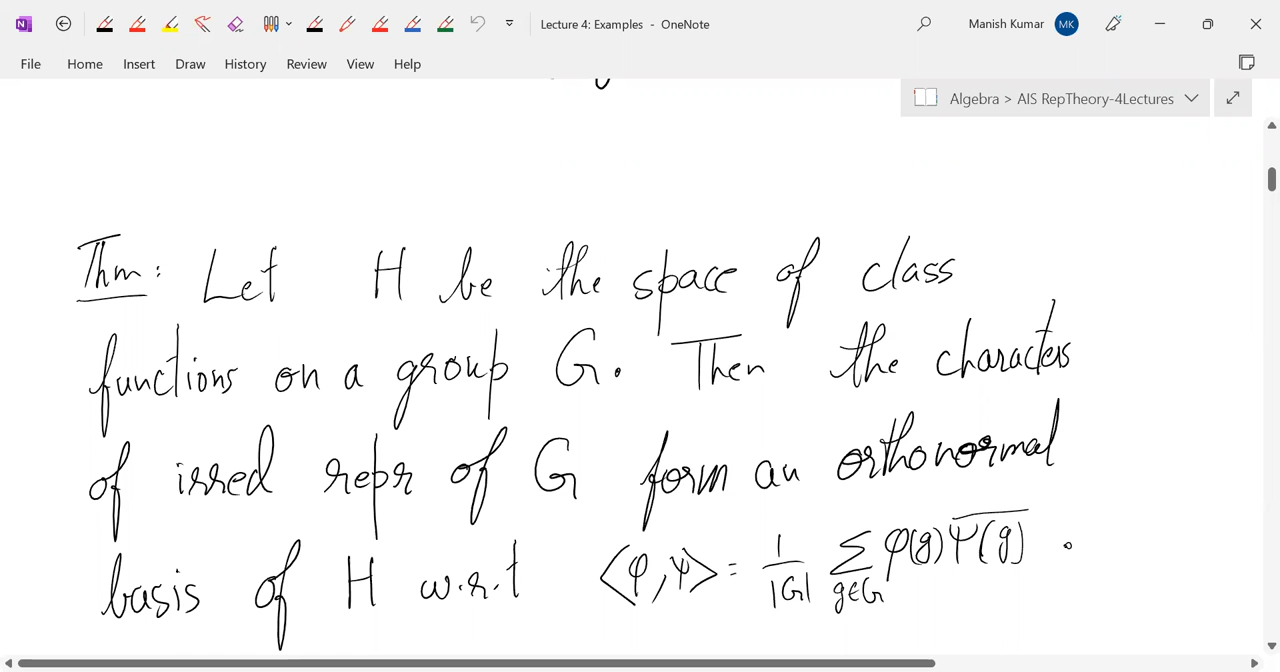 Lecture 4: Examples - OneNote
Manish Kumar MK
File Home Insert Draw History Review View Help
Algebra > AIS RepTheory-4Lectures
Thm: Let H be the space of class
functions on a group G. Then the characters
of irred repr of G form an orthonormal
basis of H w.r.t ⟨φ,Ψ⟩ = 1/|G| Σ_{g∈G} φ(g) \overline{Ψ(g)} .